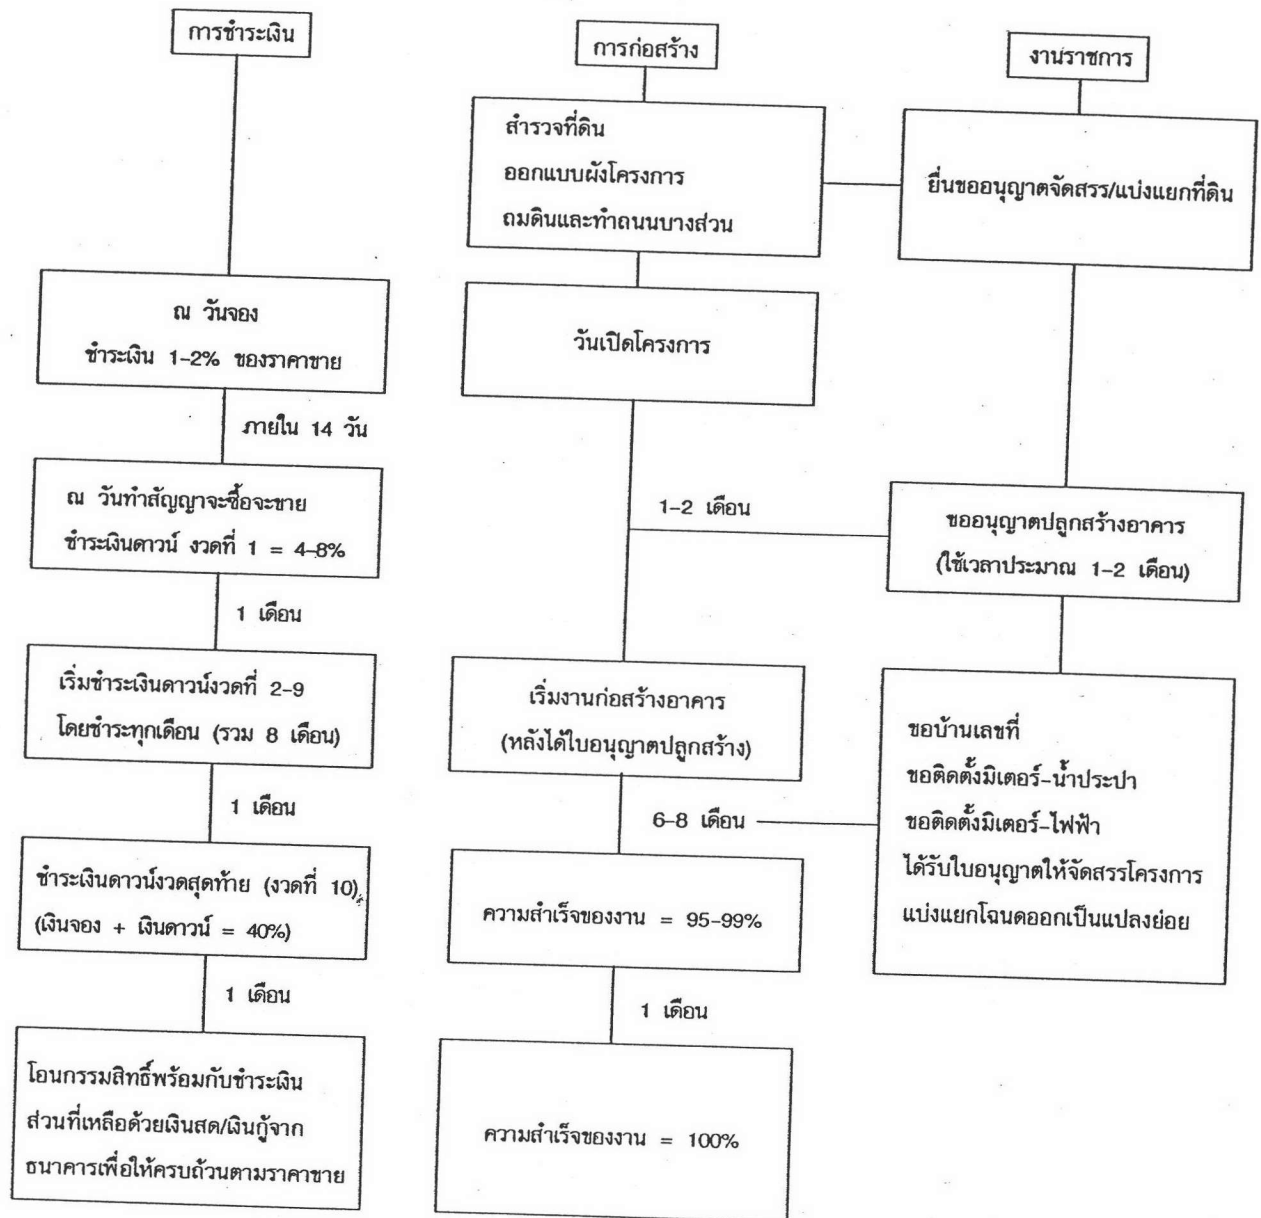 การชำระเงิน
ณ วันจอง
ชำระเงิน 1-2% ของราคาขาย
ภายใน 14 วัน
ณ วันทำสัญญาจะซื้อจะขาย
ชำระเงินดาวน์ งวดที่ 1 = 4-8%
1 เดือน
เริ่มชำระเงินดาวน์งวดที่ 2-9
โดยชำระทุกเดือน (รวม 8 เดือน)
1 เดือน
ชำระเงินดาวน์งวดสุดท้าย (งวดที่ 10)
(เงินจอง + เงินดาวน์ = 40%)
1 เดือน
โอนกรรมสิทธิ์พร้อมกับชำระเงิน
ส่วนที่เหลือด้วยเงินสด/เงินกู้จาก
ธนาคารเพื่อให้ครบถ้วนตามราคาขาย
การก่อสร้าง
สำรวจที่ดิน
ออกแบบผังโครงการ
ถมดินและทำถนนบางส่วน
วันเปิดโครงการ
1-2 เดือน
เริ่มงานก่อสร้างอาคาร
(หลังได้ใบอนุญาตปลูกสร้าง)
6-8 เดือน
ความสำเร็จของงาน = 95-99%
1 เดือน
ความสำเร็จของงาน = 100%
งานราชการ
ยื่นขออนุญาตจัดสรร/แบ่งแยกที่ดิน
ขออนุญาตปลูกสร้างอาคาร
(ใช้เวลาประมาณ 1-2 เดือน)
ขอบ้านเลขที่
ขอติดตั้งมิเตอร์-น้ำประปา
ขอติดตั้งมิเตอร์-ไฟฟ้า
ได้รับใบอนุญาตให้จัดสรรโครงการ
แบ่งแยกโฉนดออกเป็นแปลงย่อย